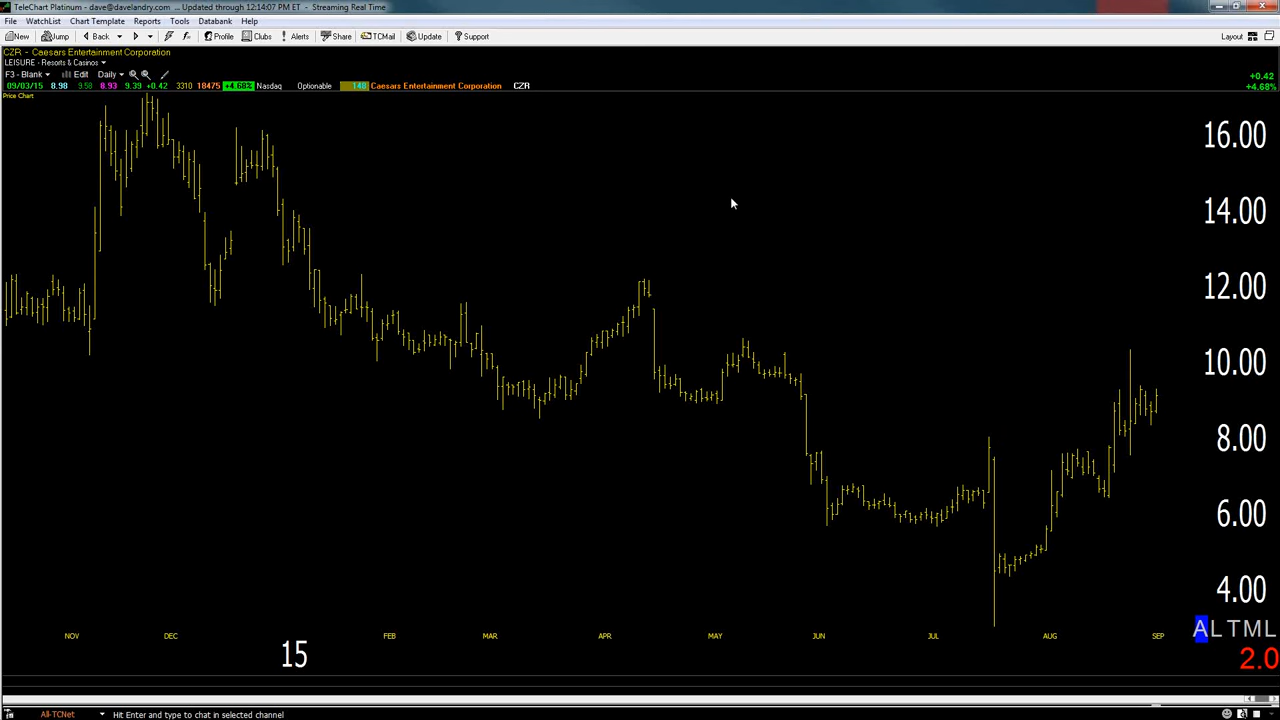 TeleChart Platinum - dave@davelandry.com ... Updated through 12:14:07 PM ET - Streaming Real Time
File WatchList Chart Template Reports Tools Databank Help
New Jump Back Profile Clubs Alerts Share TCMail Update Support Layout
CZR - Caesars Entertainment Corporation
LEISURE - Resorts & Casinos
F3 - Blank Edit Daily
+0.42
09/03/15 8.98 9.58 8.93 9.39 +0.42 3310 18475 +4.68% Nasdaq Optionable 148 Caesars Entertainment Corporation CZR +4.68%
Price Chart
16.00
14.00
12.00
10.00
8.00
6.00
4.00
ALTML
NOV DEC FEB MAR APR MAY JUN JUL AUG SEP
15
2.0
All-TCNet Hit Enter and type to chat in selected channel